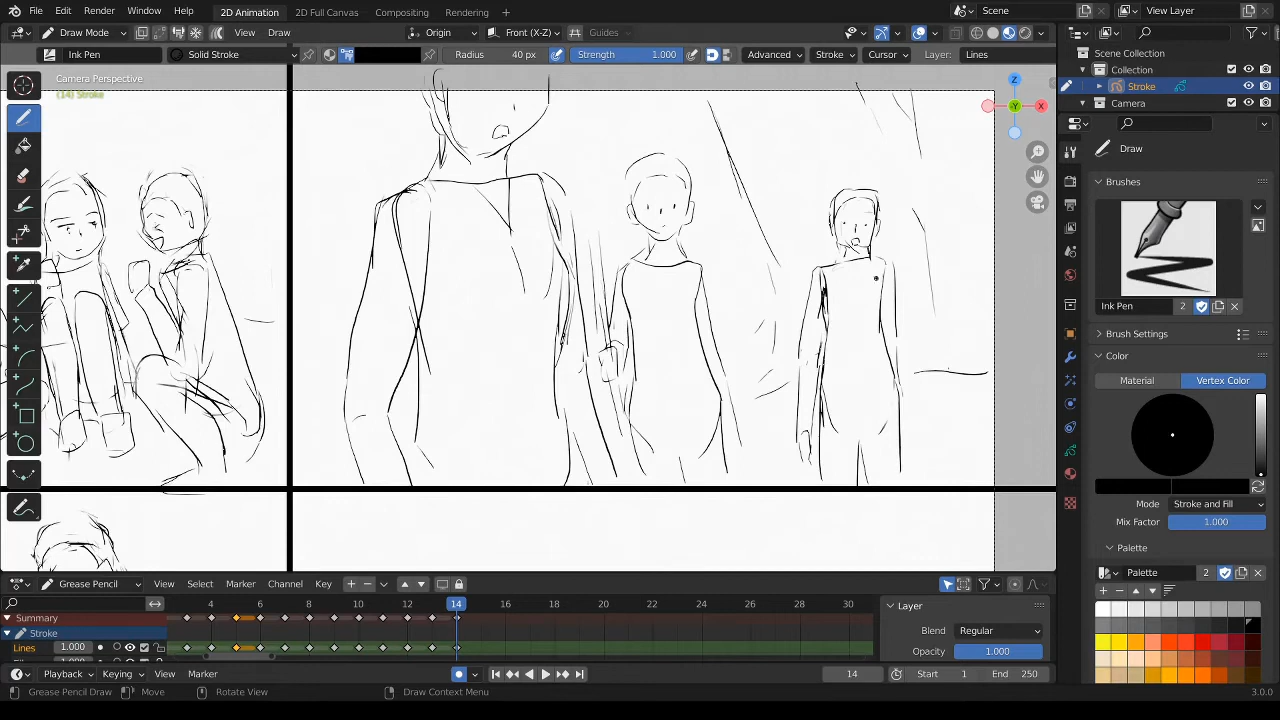 File Edit Render Window Help 2D Animation 2D Full Canvas Compositing Rendering + Scene View Layer
Draw Mode View Draw Origin Front (X-Z) Guides
Ink Pen Solid Stroke Radius 40 px Strength 1.000 Advanced Stroke Cursor Layer: Lines
Camera Perspective
(14) Stroke
Z
Y
X
Scene Collection
Collection
Stroke
Camera
Draw
Brushes
Ink Pen 2
Brush Settings
Color
Material Vertex Color
Mode Stroke and Fill
Mix Factor 1.000
Palette
Palette 2
Grease Pencil View Select Marker Channel Key
4 6 8 10 12 14 16 18 20 22 24 26 28 30
Summary
Stroke
Lines 1.000
Layer
Blend Regular
Opacity 1.000
Playback Keying View Marker 14 Start 1 End 250
Grease Pencil Draw Move Rotate View Draw Context Menu 3.0.0